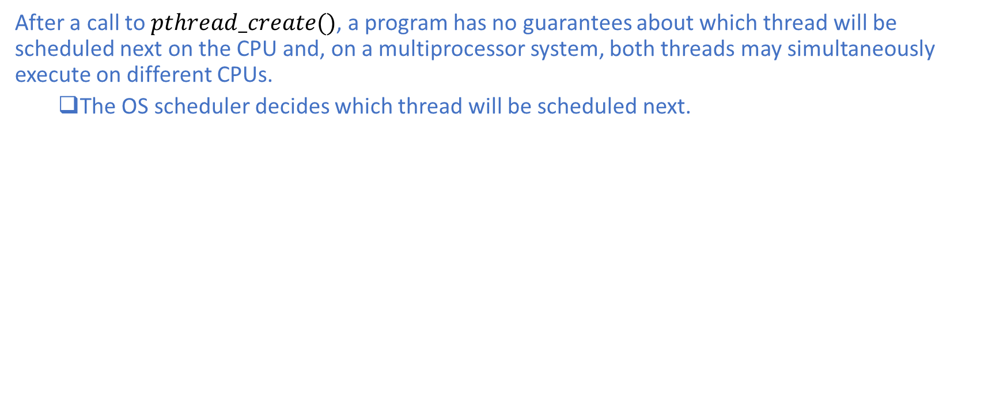 After a call to pthread_create(), a program has no guarantees about which thread will be
scheduled next on the CPU and, on a multiprocessor system, both threads may simultaneously
execute on different CPUs.
❑The OS scheduler decides which thread will be scheduled next.